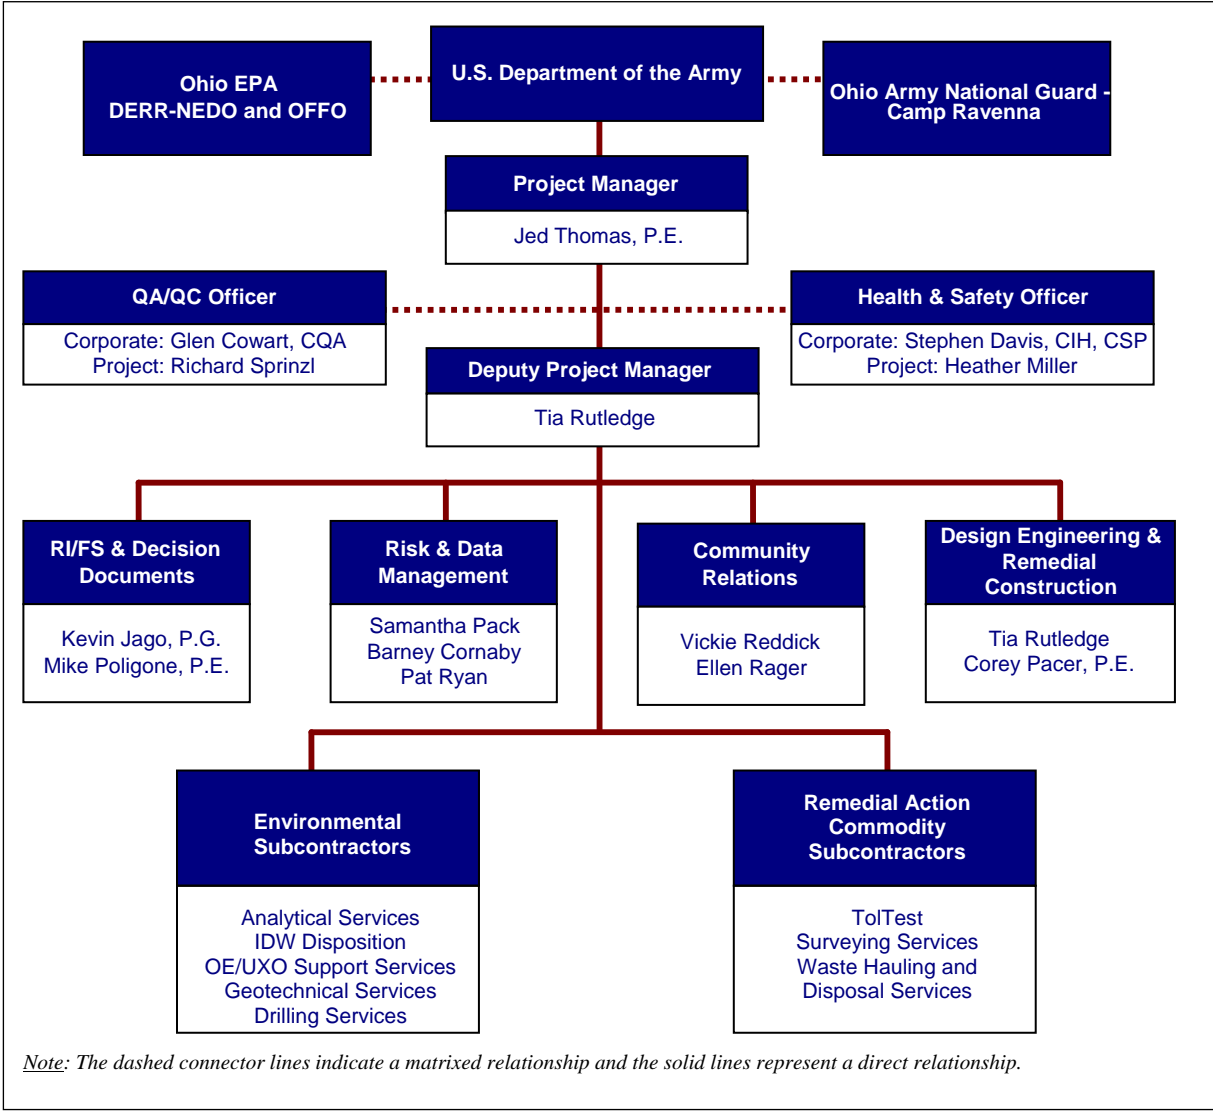 Ohio EPA
DERR-NEDO and OFFO
U.S. Department of the Army
Ohio Army National Guard -
Camp Ravenna
Project Manager
Jed Thomas, P.E.
QA/QC Officer
Corporate: Glen Cowart, CQA
Project: Richard Sprinzl
Health & Safety Officer
Corporate: Stephen Davis, CIH, CSP
Project: Heather Miller
Deputy Project Manager
Tia Rutledge
RI/FS & Decision
Documents
Kevin Jago, P.G.
Mike Poligone, P.E.
Risk & Data
Management
Samantha Pack
Barney Cornaby
Pat Ryan
Community
Relations
Vickie Reddick
Ellen Rager
Design Engineering &
Remedial
Construction
Tia Rutledge
Corey Pacer, P.E.
Environmental
Subcontractors
Analytical Services
IDW Disposition
OE/UXO Support Services
Geotechnical Services
Drilling Services
Remedial Action
Commodity
Subcontractors
TolTest
Surveying Services
Waste Hauling and
Disposal Services
Note: The dashed connector lines indicate a matrixed relationship and the solid lines represent a direct relationship.